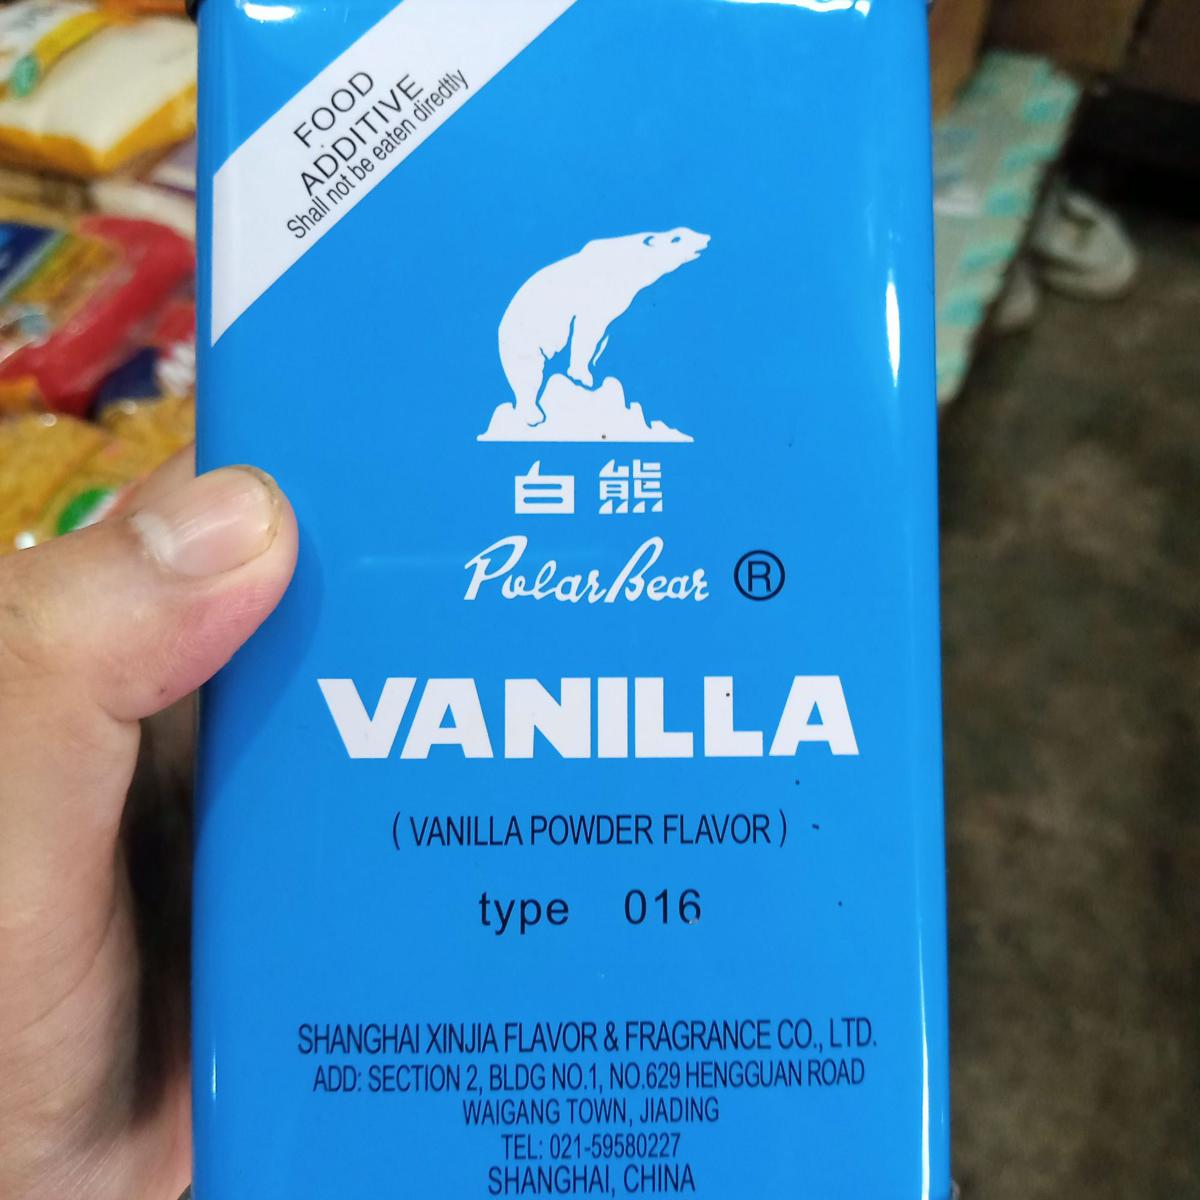 FOOD
ADDITIVE
Shall not be eaten diredtly
白熊
Polar Bear ®
VANILLA
( VANILLA POWDER FLAVOR )
type 016
SHANGHAI XINJIA FLAVOR & FRAGRANCE CO., LTD.
ADD: SECTION 2, BLDG NO.1, NO.629 HENGGUAN ROAD
WAIGANG TOWN, JIADING
TEL: 021-59580227
SHANGHAI, CHINA